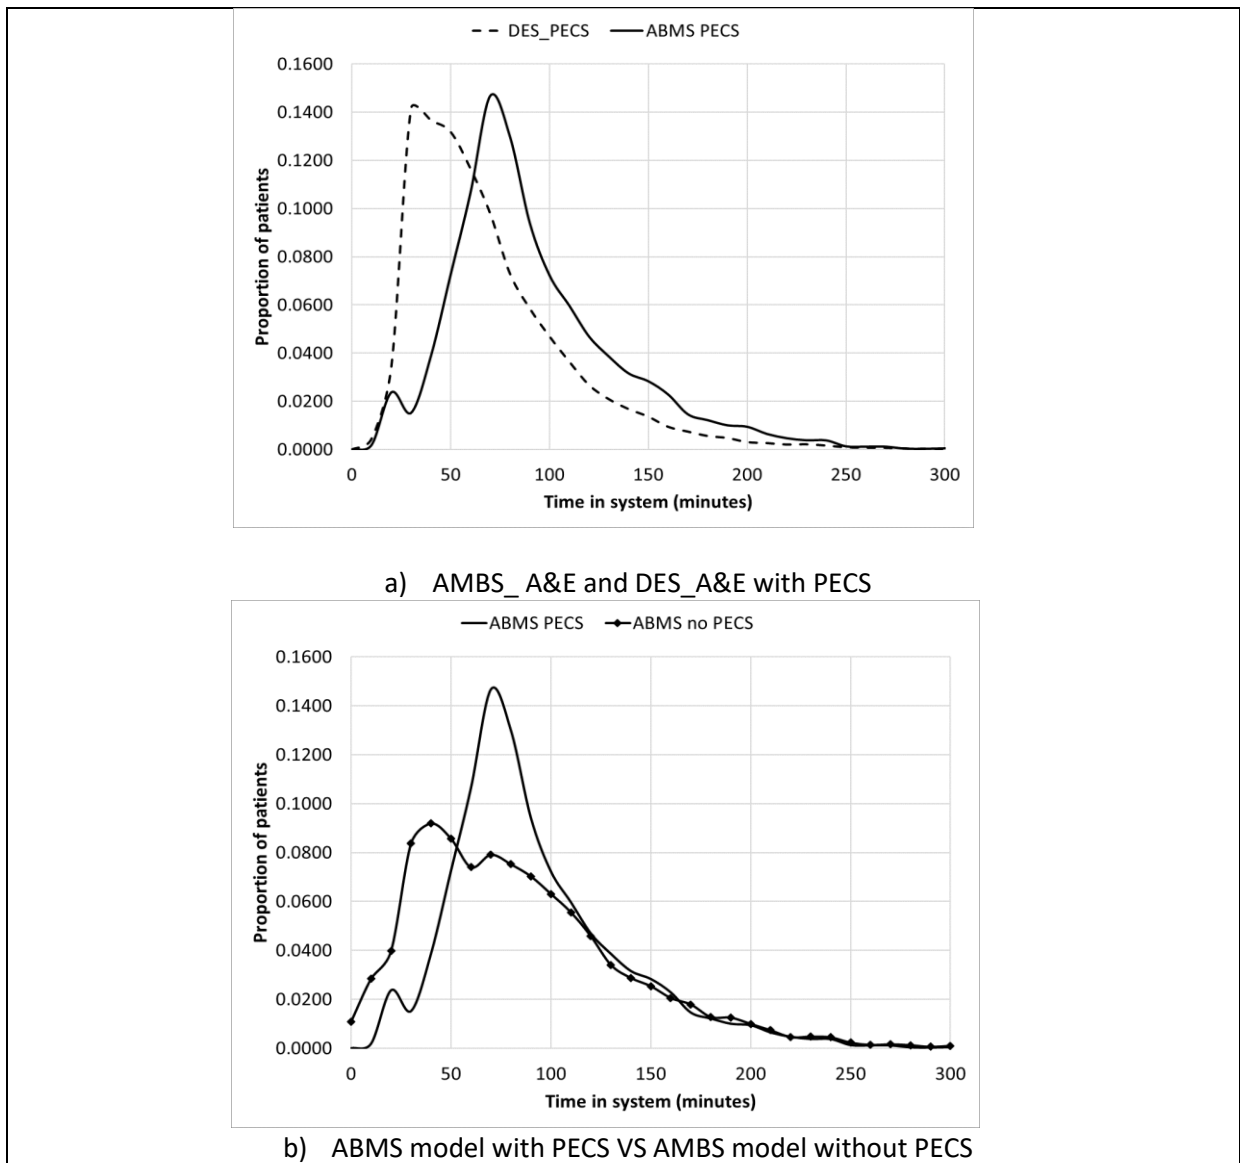 DES_PECS ABMS PECS
0.1600
0.1400
0.1200
0.1000
0.0800
0.0600
0.0400
0.0200
0.0000
Proportion of patients
0 50 100 150 200 250 300
Time in system (minutes)
a) AMBS_ A&E and DES_A&E with PECS
ABMS PECS ABMS no PECS
0.1600
0.1400
0.1200
0.1000
0.0800
0.0600
0.0400
0.0200
0.0000
Proportion of patients
0 50 100 150 200 250 300
Time in system (minutes)
b) ABMS model with PECS VS AMBS model without PECS